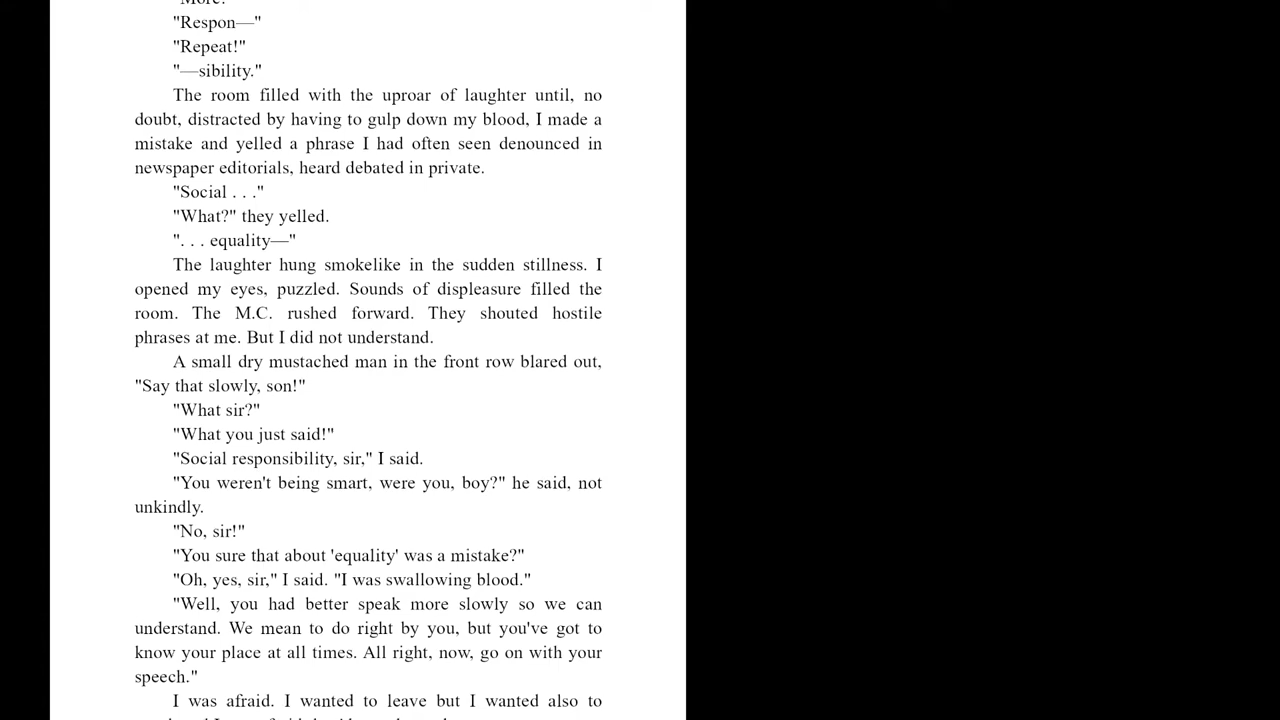 "More!"
"Respon—"
"Repeat!"
"—sibility."
The room filled with the uproar of laughter until, no
doubt, distracted by having to gulp down my blood, I made a
mistake and yelled a phrase I had often seen denounced in
newspaper editorials, heard debated in private.
"Social . . ."
"What?" they yelled.
". . . equality—"
The laughter hung smokelike in the sudden stillness. I
opened my eyes, puzzled. Sounds of displeasure filled the
room. The M.C. rushed forward. They shouted hostile
phrases at me. But I did not understand.
A small dry mustached man in the front row blared out,
"Say that slowly, son!"
"What sir?"
"What you just said!"
"Social responsibility, sir," I said.
"You weren't being smart, were you, boy?" he said, not
unkindly.
"No, sir!"
"You sure that about 'equality' was a mistake?"
"Oh, yes, sir," I said. "I was swallowing blood."
"Well, you had better speak more slowly so we can
understand. We mean to do right by you, but you've got to
know your place at all times. All right, now, go on with your
speech."
I was afraid. I wanted to leave but I wanted also to